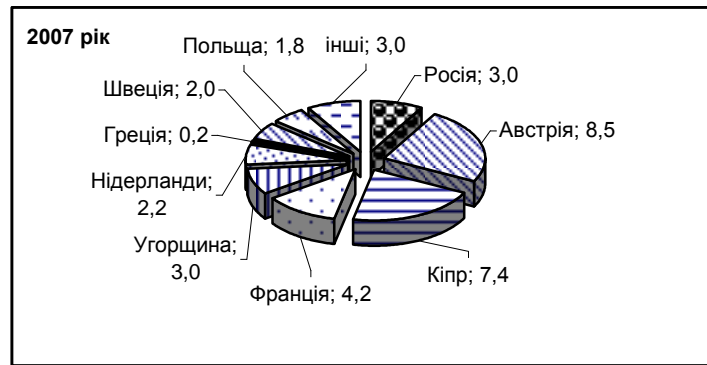 2007 рік
Польща; 1,8
інші; 3,0
Росія; 3,0
Швеція; 2,0
Австрія; 8,5
Греція; 0,2
Нідерланди;
2,2
Угорщина;
3,0
Франція; 4,2
Кіпр; 7,4